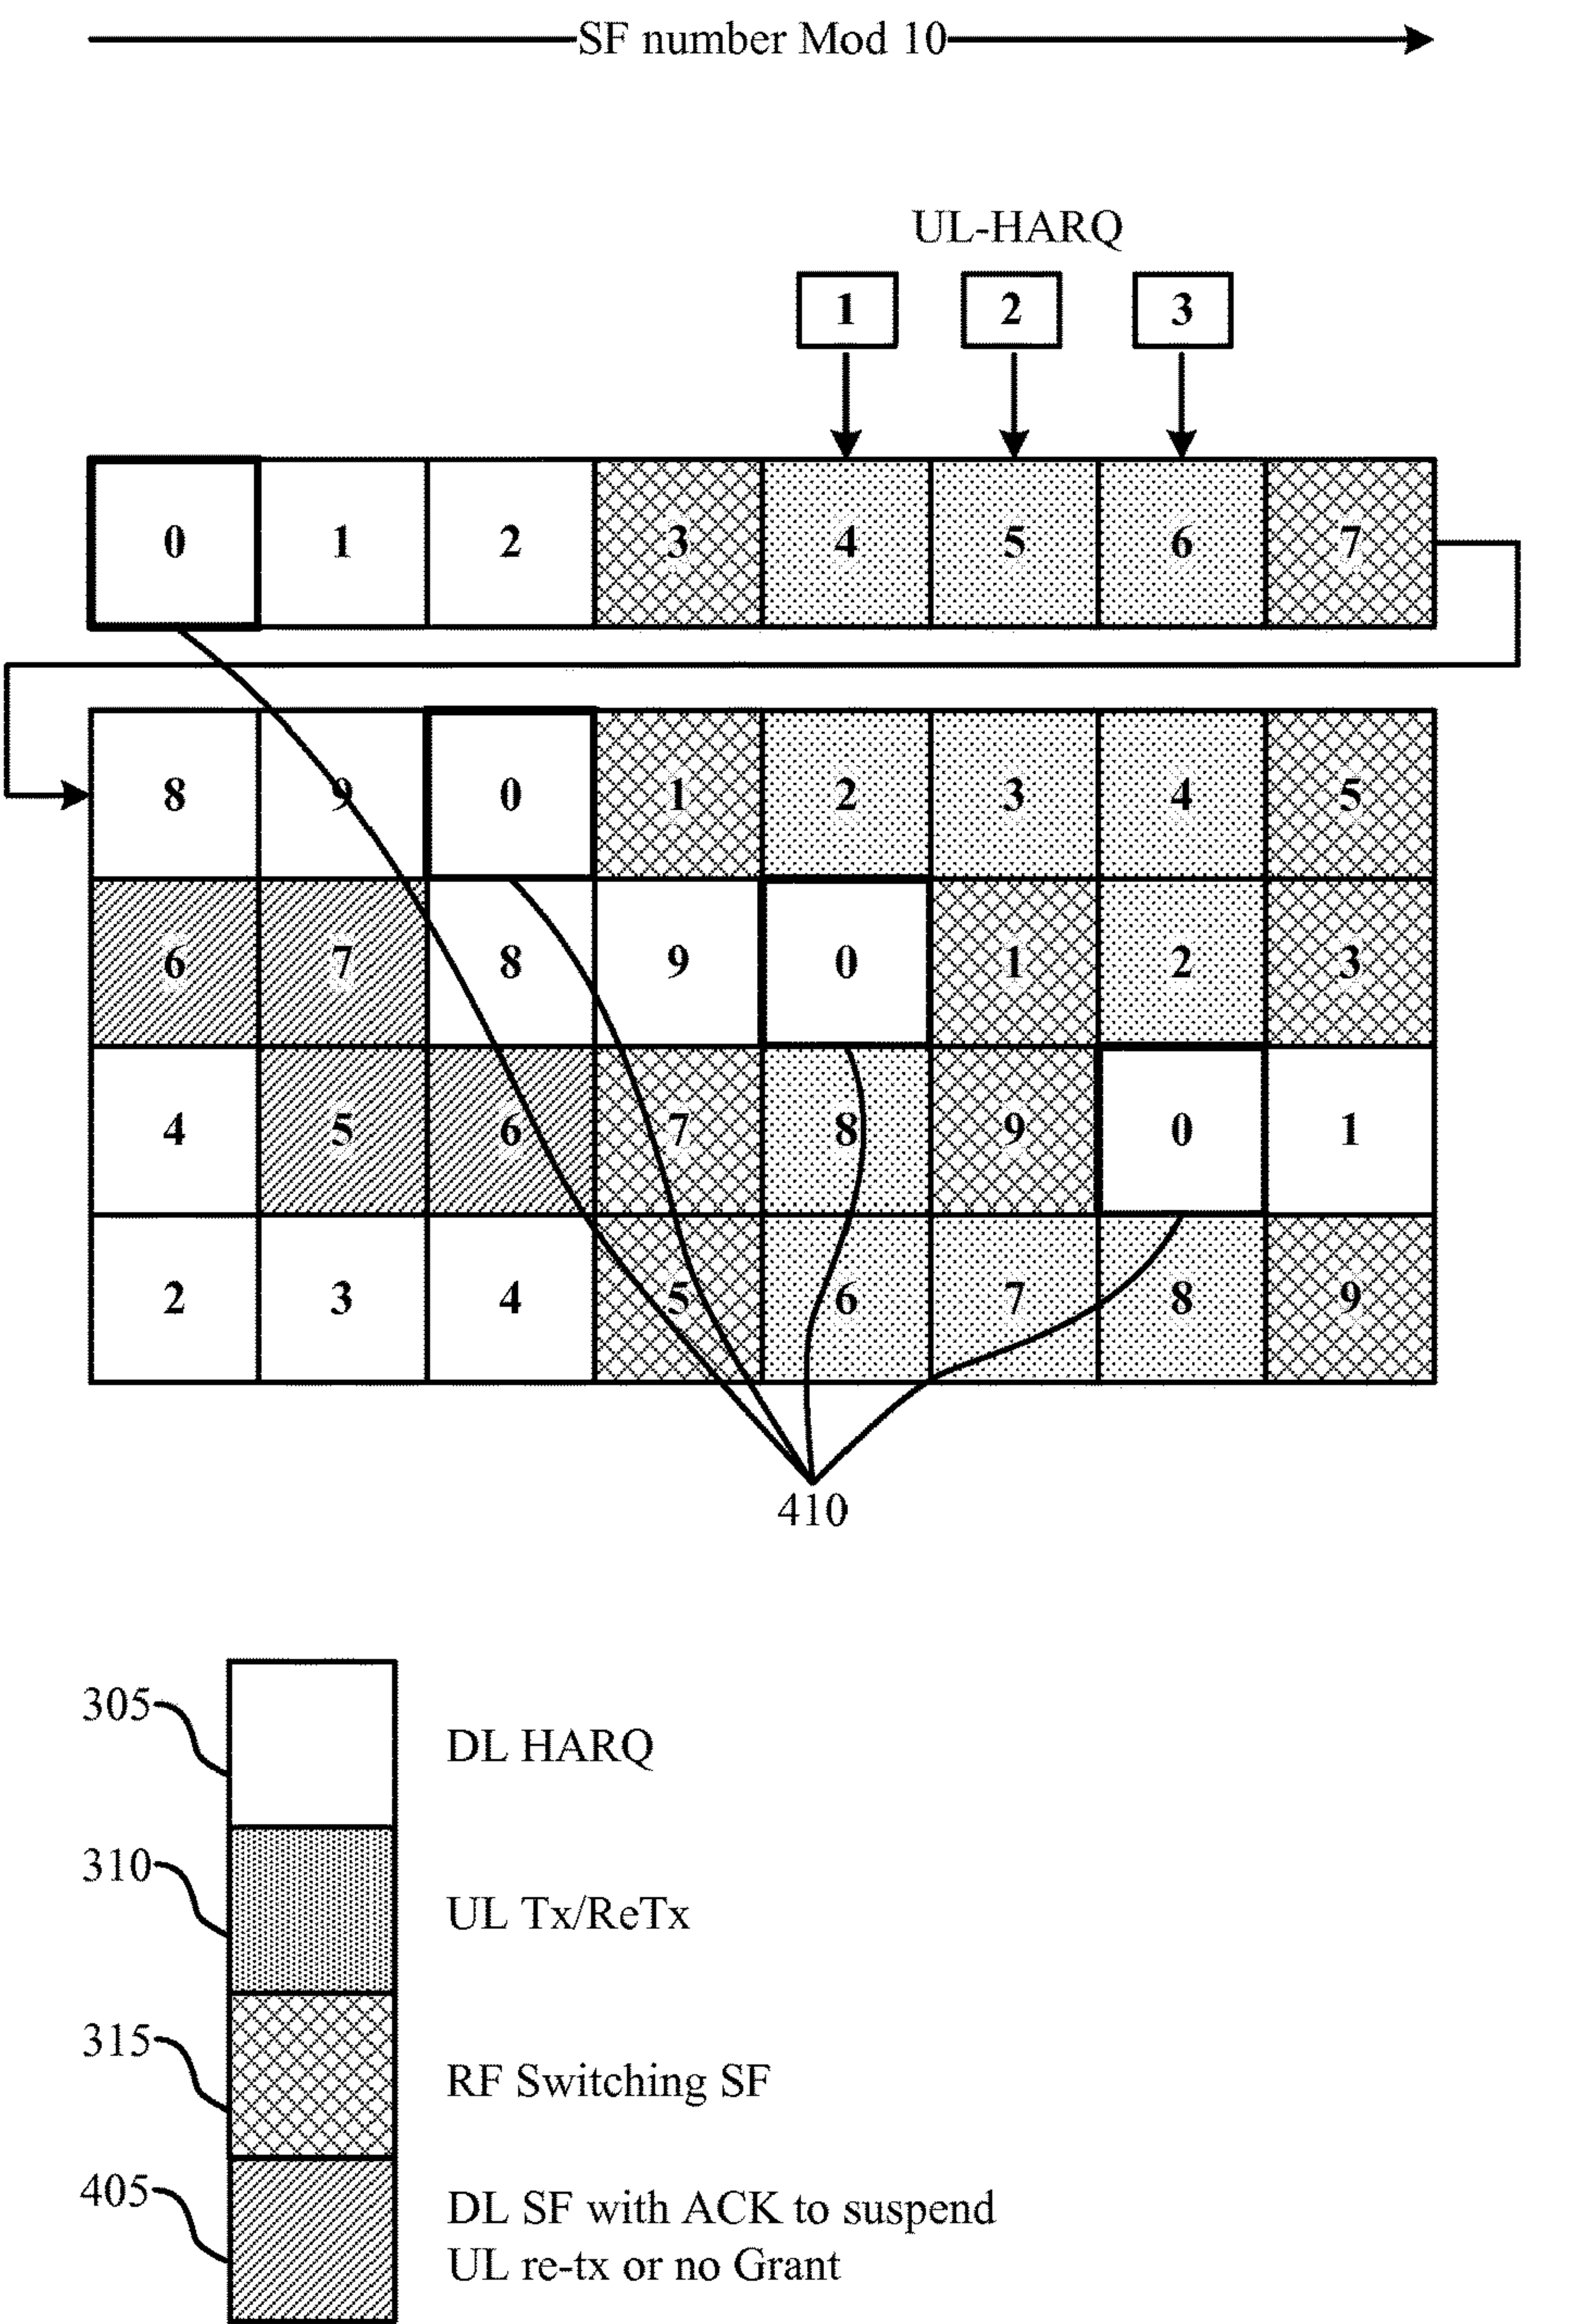 SF number Mod 10
UL-HARQ
1 2 3
0 1 2 3 4 5 6 7
8 9 0 1 2 3 4 5
6 7 8 9 0 1 2 3
4 5 6 7 8 9 0 1
2 3 4 5 6 7 8 9
410
305 DL HARQ
310 UL Tx/ReTx
315 RF Switching SF
405 DL SF with ACK to suspend
UL re-tx or no Grant